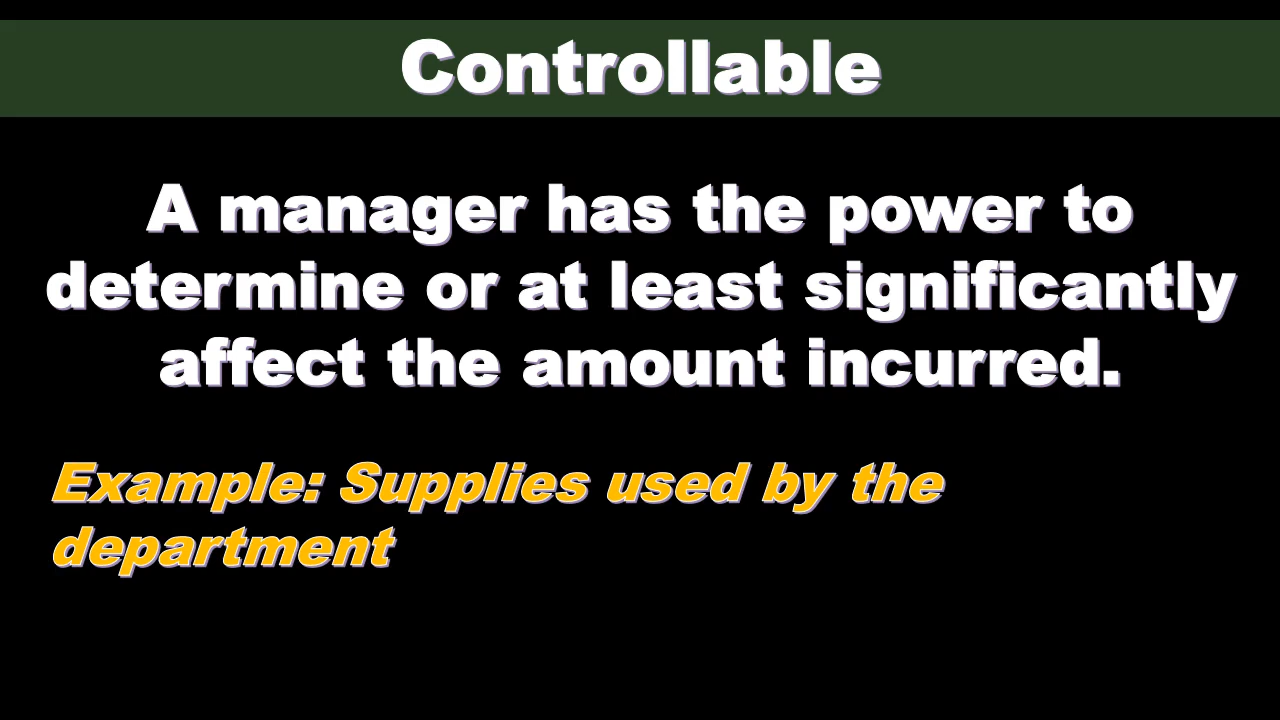 Controllable
A manager has the power to
determine or at least significantly
affect the amount incurred.
Example: Supplies used by the
department